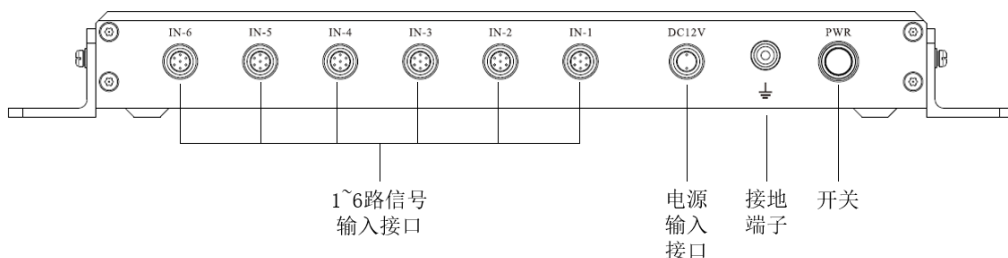 IN-6 IN-5 IN-4 IN-3 IN-2 IN-1 DC12V PWR
1~6路信号
输入接口
电源
输入
接口
接地
端子
开关